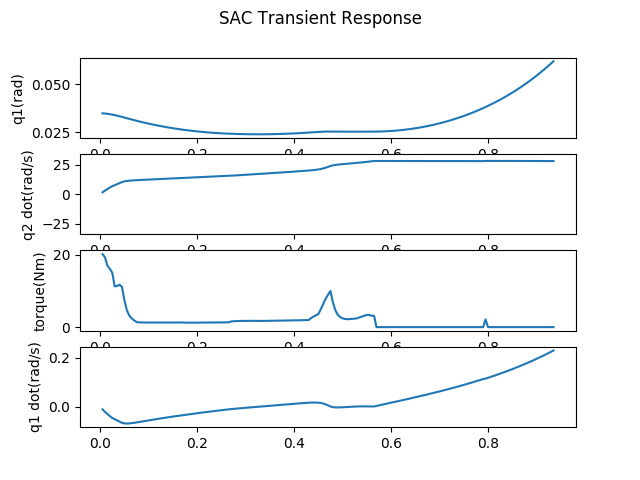 SAC Transient Response
q1(rad)
0.050
0.025
0.0 0.2 0.4 0.6 0.8
q2 dot(rad/s)
25
0
−25
0.0 0.2 0.4 0.6 0.8
torque(Nm)
20
0
0.0 0.2 0.4 0.6 0.8
q1 dot(rad/s)
0.2
0.0
0.0 0.2 0.4 0.6 0.8